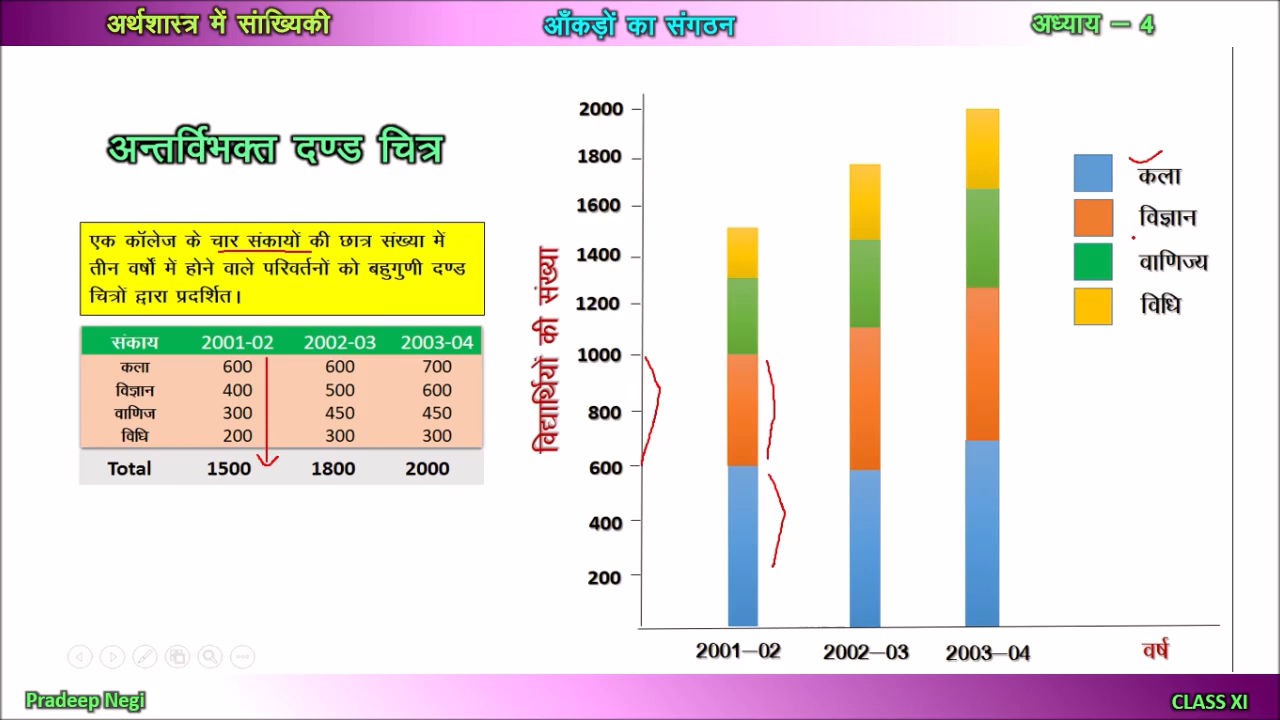 अर्थशास्त्र में सांख्यिकी
आँकड़ों का संगठन
अध्याय – 4
अन्तर्विभक्त दण्ड चित्र
एक कॉलेज के चार संकायों की छात्र संख्या में
तीन वर्षों में होने वाले परिवर्तनों को बहुगुणी दण्ड
चित्रों द्वारा प्रदर्शित।
संकाय 2001-02 2002-03 2003-04
कला 600 600 700
विज्ञान 400 500 600
वाणिज 300 450 450
विधि 200 300 300
Total 1500 1800 2000
विद्यार्थियों की संख्या
2000
1800
1600
1400
1200
1000
800
600
400
200
2001–02 2002–03 2003–04
वर्ष
कला
विज्ञान
वाणिज्य
विधि
Pradeep Negi
CLASS XI